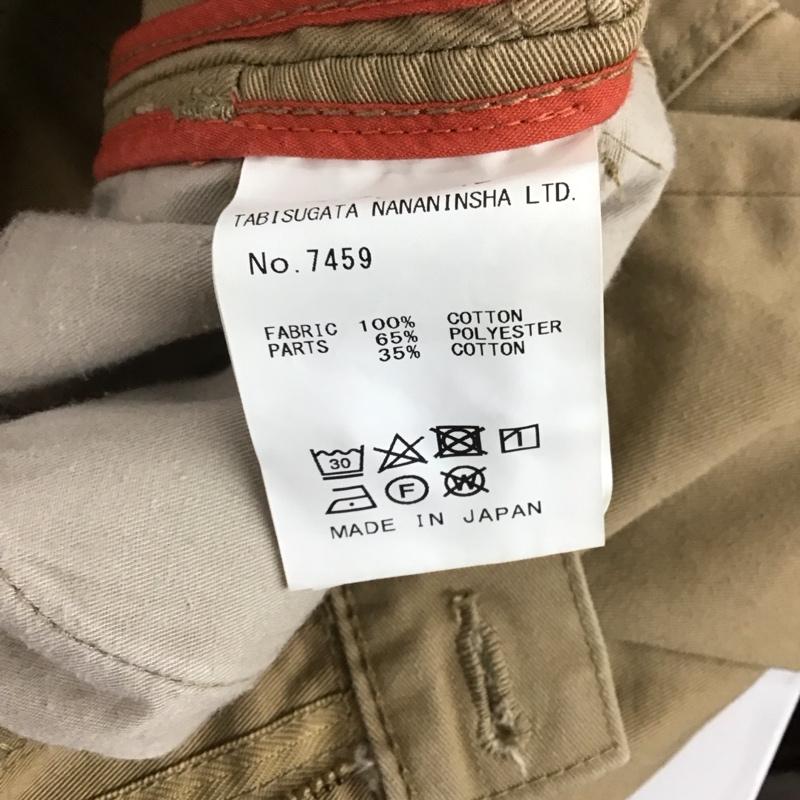 TABISUGATA NANANINSHA LTD.
No.7459
FABRIC 100% COTTON
PARTS 65% POLYESTER
35% COTTON
30
F W
MADE IN JAPAN